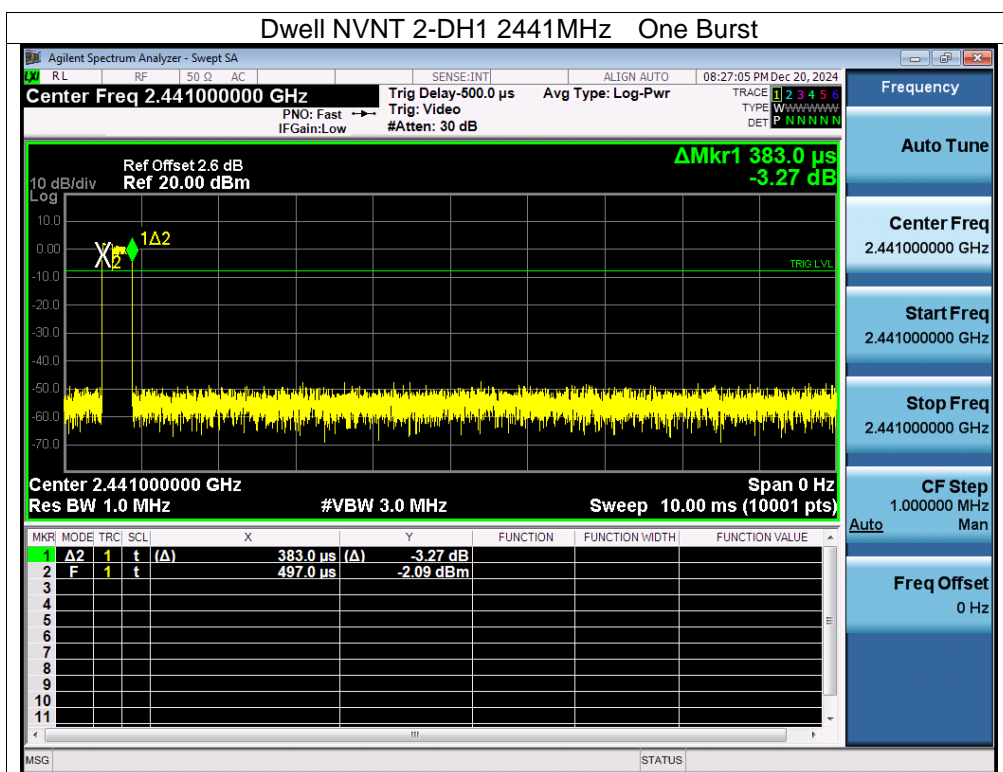 Dwell NVNT 2-DH1 2441MHz One Burst
Agilent Spectrum Analyzer - Swept SA
LXI RL RF 50 Ω AC SENSE:INT ALIGN AUTO 08:27:05 PM Dec 20, 2024
Center Freq 2.441000000 GHz
PNO: Fast
IFGain:Low
Trig Delay-500.0 µs
Trig: Video
#Atten: 30 dB
Avg Type: Log-Pwr
TRACE 1 2 3 4 5 6
TYPE WWWWWW
DET P N N N N N
Frequency
Auto Tune
Center Freq
2.441000000 GHz
Start Freq
2.441000000 GHz
Stop Freq
2.441000000 GHz
CF Step
1.000000 MHz
Auto Man
Freq Offset
0 Hz
ΔMkr1 383.0 µs
-3.27 dB
Ref Offset 2.6 dB
10 dB/div Ref 20.00 dBm
Log
10.0
0.00
-10.0
-20.0
-30.0
-40.0
-50.0
-60.0
-70.0
1Δ2
X2
TRIG LVL
Center 2.441000000 GHz Span 0 Hz
Res BW 1.0 MHz #VBW 3.0 MHz Sweep 10.00 ms (10001 pts)
MKR MODE TRC SCL X Y FUNCTION FUNCTION WIDTH FUNCTION VALUE
1 Δ2 1 t (Δ) 383.0 µs (Δ) -3.27 dB
2 F 1 t 497.0 µs -2.09 dBm
3
4
5
6
7
8
9
10
11
MSG STATUS